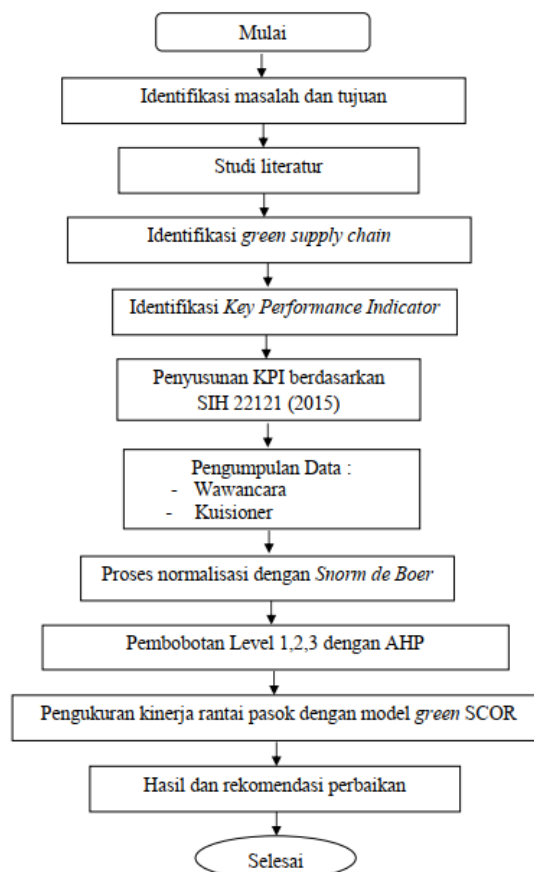 Mulai
Identifikasi masalah dan tujuan
Studi literatur
Identifikasi green supply chain
Identifikasi Key Performance Indicator
Penyusunan KPI berdasarkan
SIH 22121 (2015)
Pengumpulan Data :
- Wawancara
- Kuisioner
Proses normalisasi dengan Snorm de Boer
Pembobotan Level 1,2,3 dengan AHP
Pengukuran kinerja rantai pasok dengan model green SCOR
Hasil dan rekomendasi perbaikan
Selesai